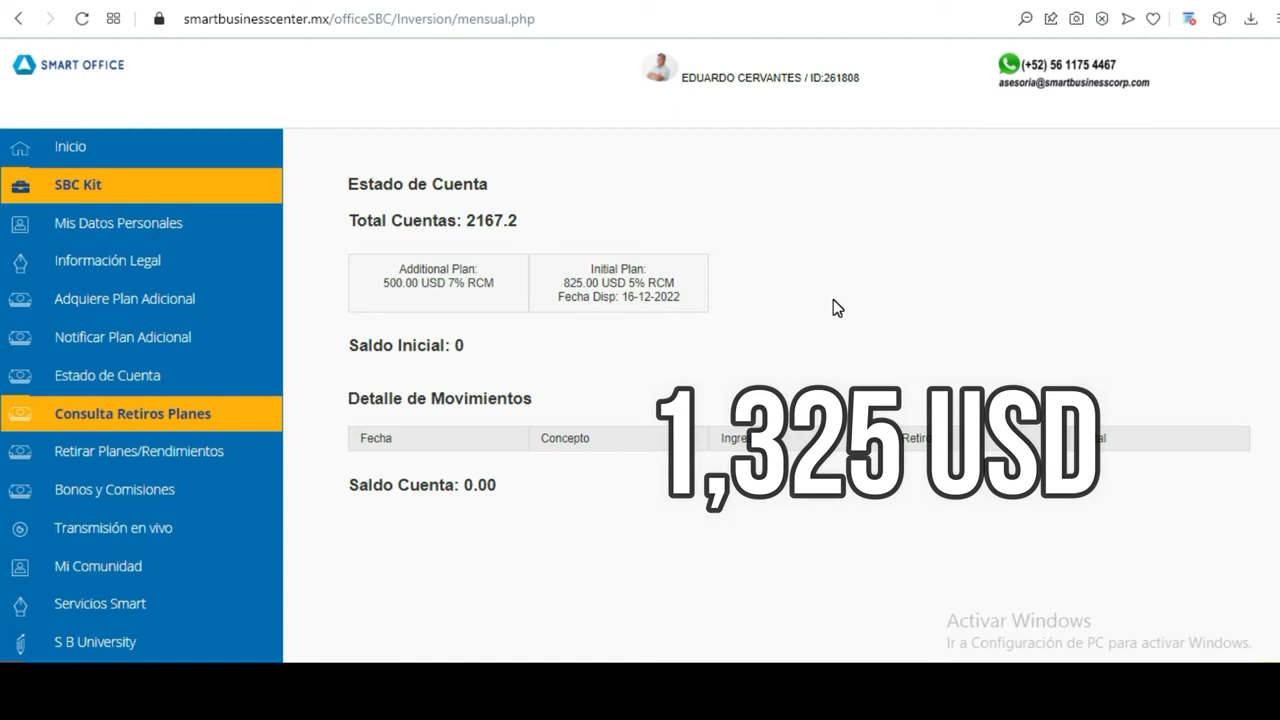 smartbusinesscenter.mx/officeSBC/Inversion/mensual.php
SMART OFFICE
EDUARDO CERVANTES / ID:261808
(+52) 56 1175 4467
asesoria@smartbusinesscorp.com
Inicio
SBC Kit
Mis Datos Personales
Información Legal
Adquiere Plan Adicional
Notificar Plan Adicional
Estado de Cuenta
Consulta Retiros Planes
Retirar Planes/Rendimientos
Bonos y Comisiones
Transmisión en vivo
Mi Comunidad
Servicios Smart
S B University
Estado de Cuenta
Total Cuentas: 2167.2
Additional Plan:
500.00 USD 7% RCM
Initial Plan:
825.00 USD 5% RCM
Fecha Disp: 16-12-2022
Saldo Inicial: 0
Detalle de Movimientos
Fecha Concepto
1,325 USD
Saldo Cuenta: 0.00
Activar Windows
Ir a Configuración de PC para activar Windows.